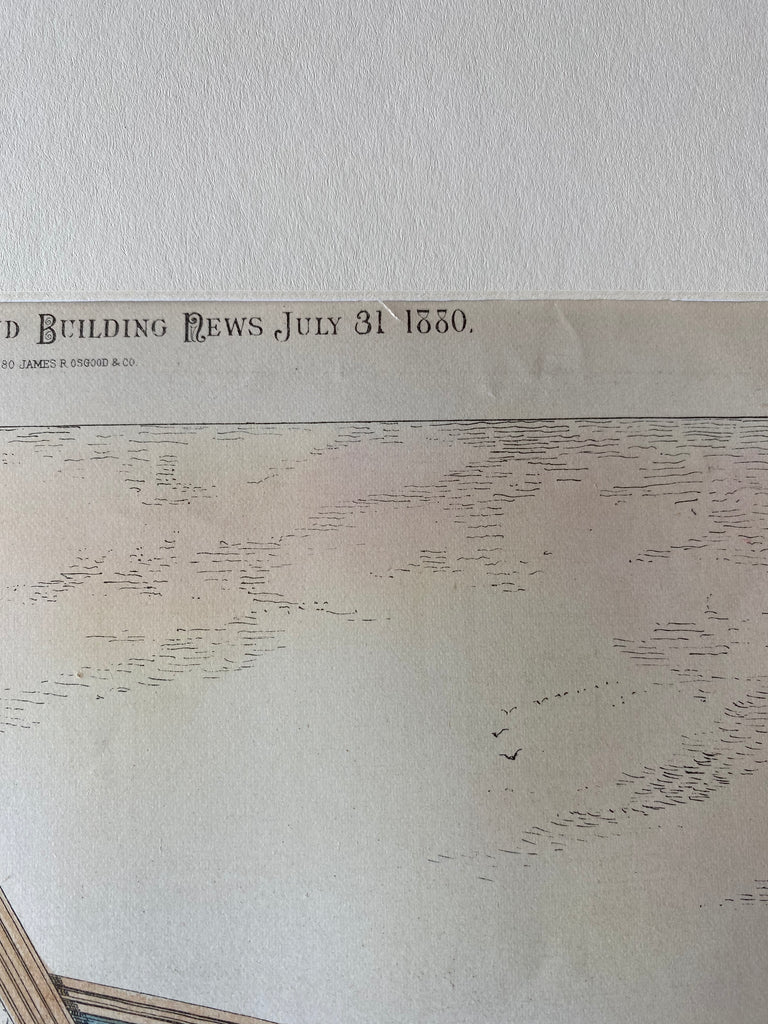 D BUILDING NEWS JULY 31 1880.
80 JAMES R. OSGOOD & CO.